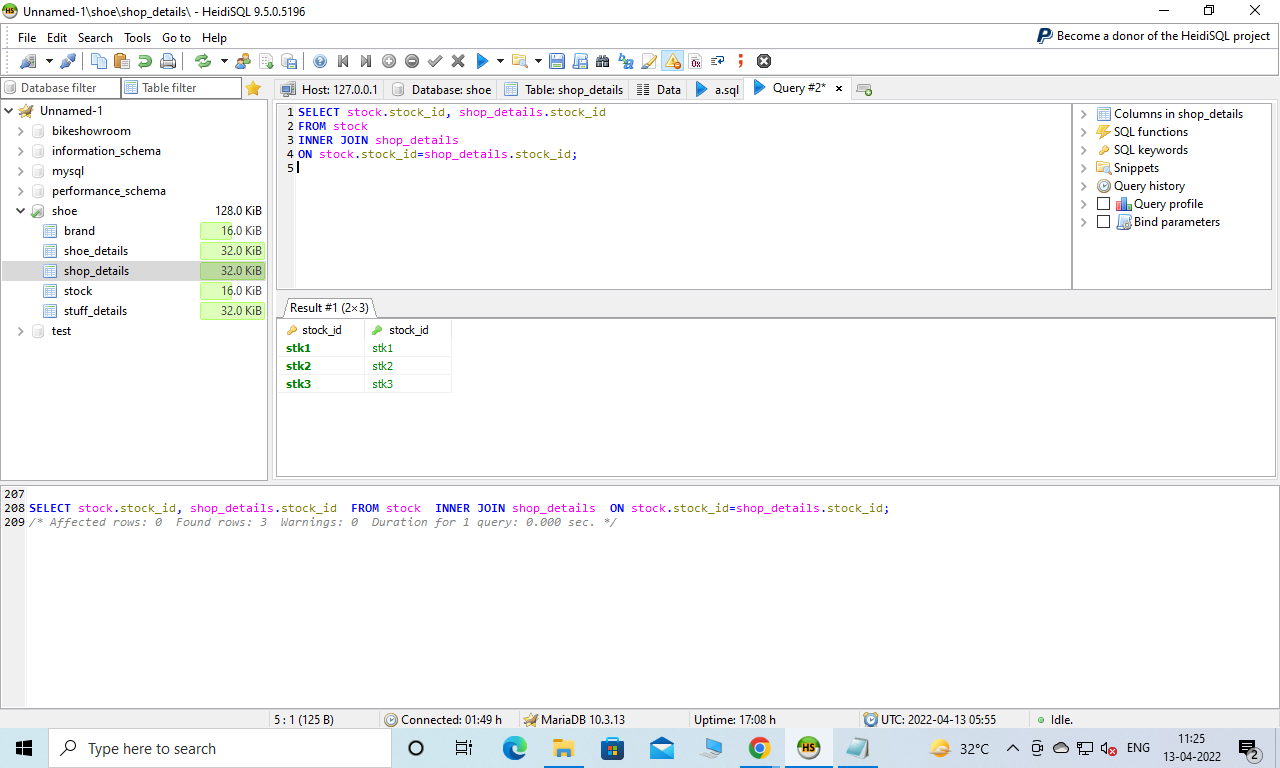 Unnamed-1\shoe\shop_details\ - HeidiSQL 9.5.0.5196
File Edit Search Tools Go to Help
Become a donor of the HeidiSQL project
Database filter
Table filter
Host: 127.0.0.1
Database: shoe
Table: shop_details
Data
a.sql
Query #2*
Unnamed-1
bikeshowroom
information_schema
mysql
performance_schema
shoe 128.0 KiB
brand 16.0 KiB
shoe_details 32.0 KiB
shop_details 32.0 KiB
stock 16.0 KiB
stuff_details 32.0 KiB
test
1 SELECT stock.stock_id, shop_details.stock_id
2 FROM stock
3 INNER JOIN shop_details
4 ON stock.stock_id=shop_details.stock_id;
5
Columns in shop_details
SQL functions
SQL keywords
Snippets
Query history
Query profile
Bind parameters
Result #1 (2×3)
stock_id stock_id
stk1 stk1
stk2 stk2
stk3 stk3
207
208 SELECT stock.stock_id, shop_details.stock_id  FROM stock  INNER JOIN shop_details  ON stock.stock_id=shop_details.stock_id;
209 /* Affected rows: 0  Found rows: 3  Warnings: 0  Duration for 1 query: 0.000 sec. */
5 : 1 (125 B)
Connected: 01:49 h
MariaDB 10.3.13
Uptime: 17:08 h
UTC: 2022-04-13 05:55
Idle.
Type here to search
HS
32°C
ENG
11:25
13-04-2022
2